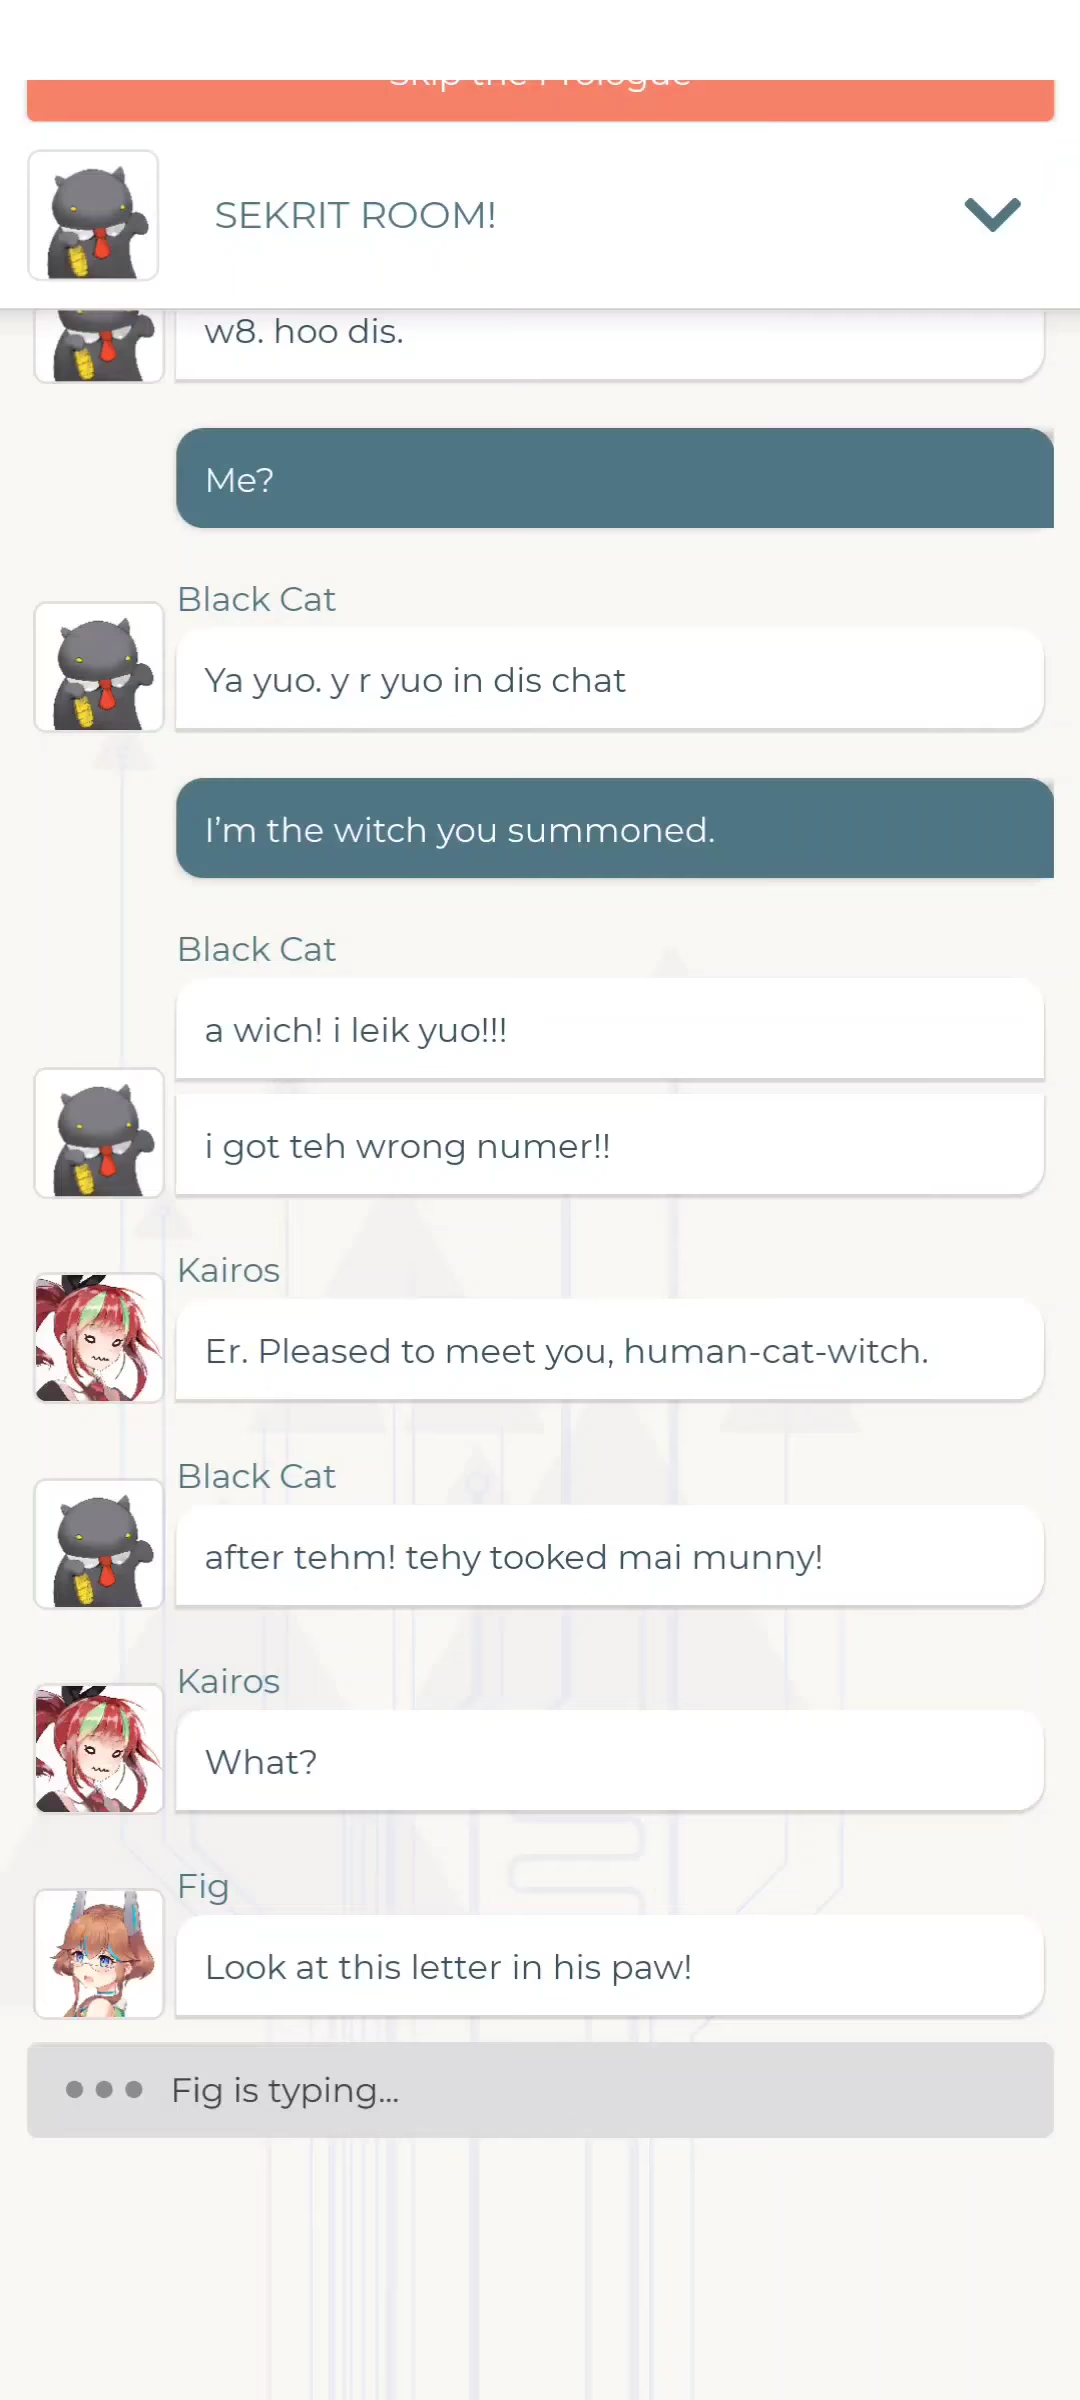 Skip the Prologue
SEKRIT ROOM!
w8. hoo dis.
Me?
Black Cat
Ya yuo. y r yuo in dis chat
I'm the witch you summoned.
Black Cat
a wich! i leik yuo!!!
i got teh wrong numer!!
Kairos
Er. Pleased to meet you, human-cat-witch.
Black Cat
after tehm! tehy tooked mai munny!
Kairos
What?
Fig
Look at this letter in his paw!
Fig is typing...